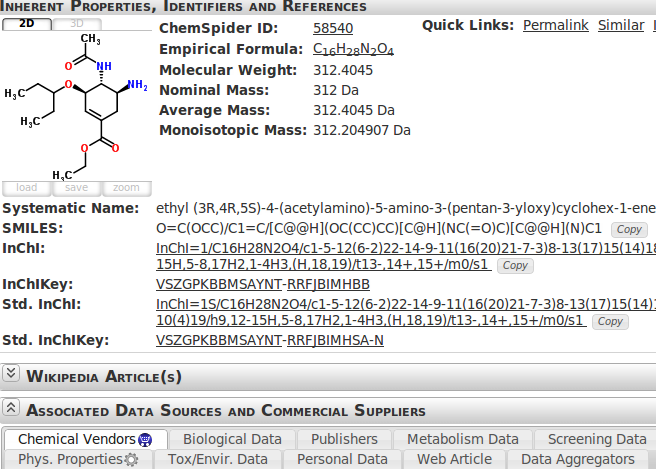 Inherent Properties, Identifiers and References
2D 3D
ChemSpider ID: 58540 Quick Links: Permalink Similar
Empirical Formula: C16H28N2O4
Molecular Weight: 312.4045
Nominal Mass: 312 Da
Average Mass: 312.4045 Da
Monoisotopic Mass: 312.204907 Da
CH3
O NH
H3C O NH2
H3C
O O
H3C
load save zoom
Systematic Name: ethyl (3R,4R,5S)-4-(acetylamino)-5-amino-3-(pentan-3-yloxy)cyclohex-1-ene
SMILES: O=C(OCC)/C1=C/[C@@H](OC(CC)CC)[C@H](NC(=O)C)[C@@H](N)C1 Copy
InChI: InChI=1/C16H28N2O4/c1-5-12(6-2)22-14-9-11(16(20)21-7-3)8-13(17)15(14)18
15H,5-8,17H2,1-4H3,(H,18,19)/t13-,14+,15+/m0/s1 Copy
InChIKey: VSZGPKBBMSAYNT-RRFJBIMHBB
Std. InChI: InChI=1S/C16H28N2O4/c1-5-12(6-2)22-14-9-11(16(20)21-7-3)8-13(17)15(14)
10(4)19/h9,12-15H,5-8,17H2,1-4H3,(H,18,19)/t13-,14+,15+/m0/s1 Copy
Std. InChIKey: VSZGPKBBMSAYNT-RRFJBIMHSA-N
Wikipedia Article(s)
Associated Data Sources and Commercial Suppliers
Chemical Vendors Biological Data Publishers Metabolism Data Screening Data
Phys. Properties Tox/Envir. Data Personal Data Web Article Data Aggregators